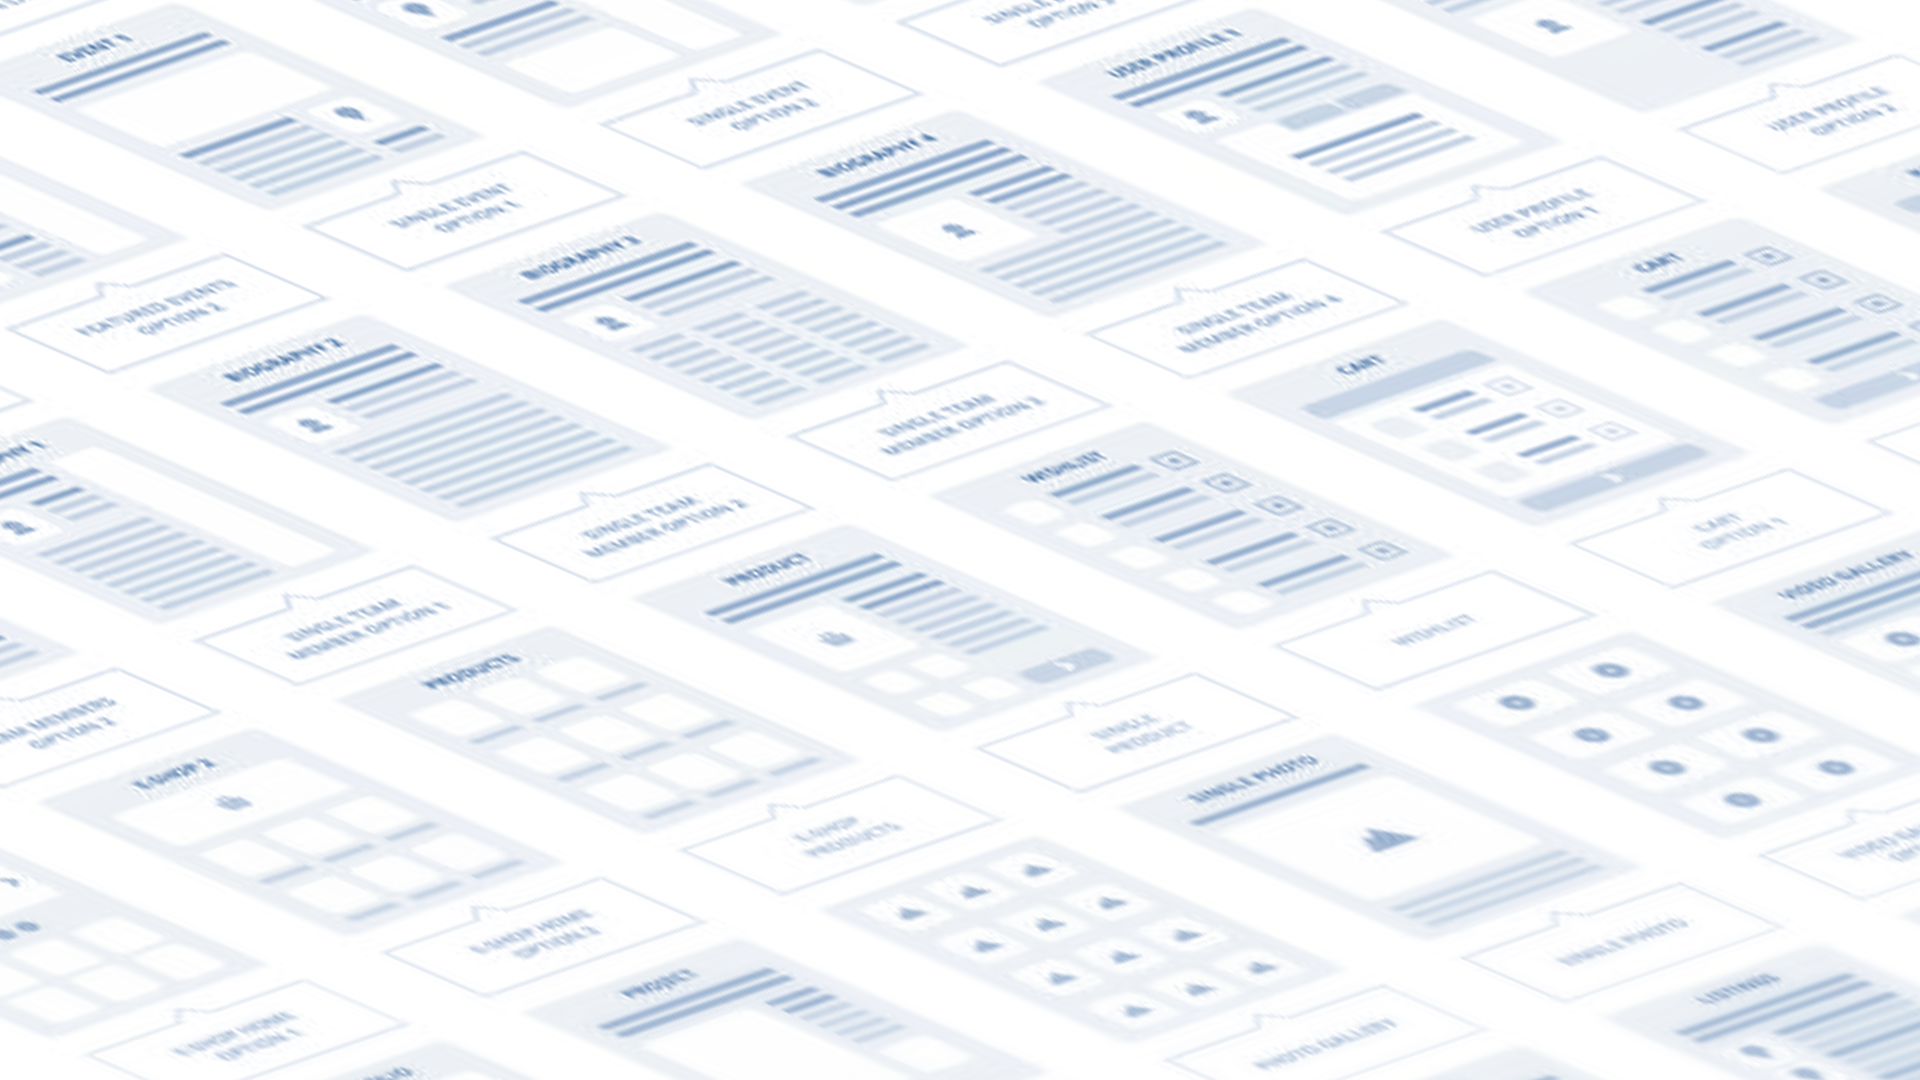 EVENT 1
SINGLE EVENT
OPTION 2
USER PROFILE 1
USER PROFILE
OPTION 2
SINGLE EVENT
OPTION 1
BIOGRAPHY 4
USER PROFILE
OPTION 1
FEATURED EVENTS
OPTION 2
BIOGRAPHY 3
SINGLE TEAM
MEMBER OPTION 4
CART
BIOGRAPHY 2
SINGLE TEAM
MEMBER OPTION 3
CART
SINGLE TEAM
MEMBER OPTION 2
WISHLIST
CART
OPTION 1
SINGLE TEAM
MEMBER OPTION 1
PRODUCT
WISHLIST
VIDEO GALLERY
MEMBERS
OPTION 2
PRODUCTS
SINGLE
PRODUCT
E-SHOP 2
E-SHOP
PRODUCTS
SINGLE PHOTO
E-SHOP HOME
OPTION 2
SINGLE PHOTO
E-SHOP HOME
OPTION 1
PROJECT
PHOTO GALLERY
LISTINGS